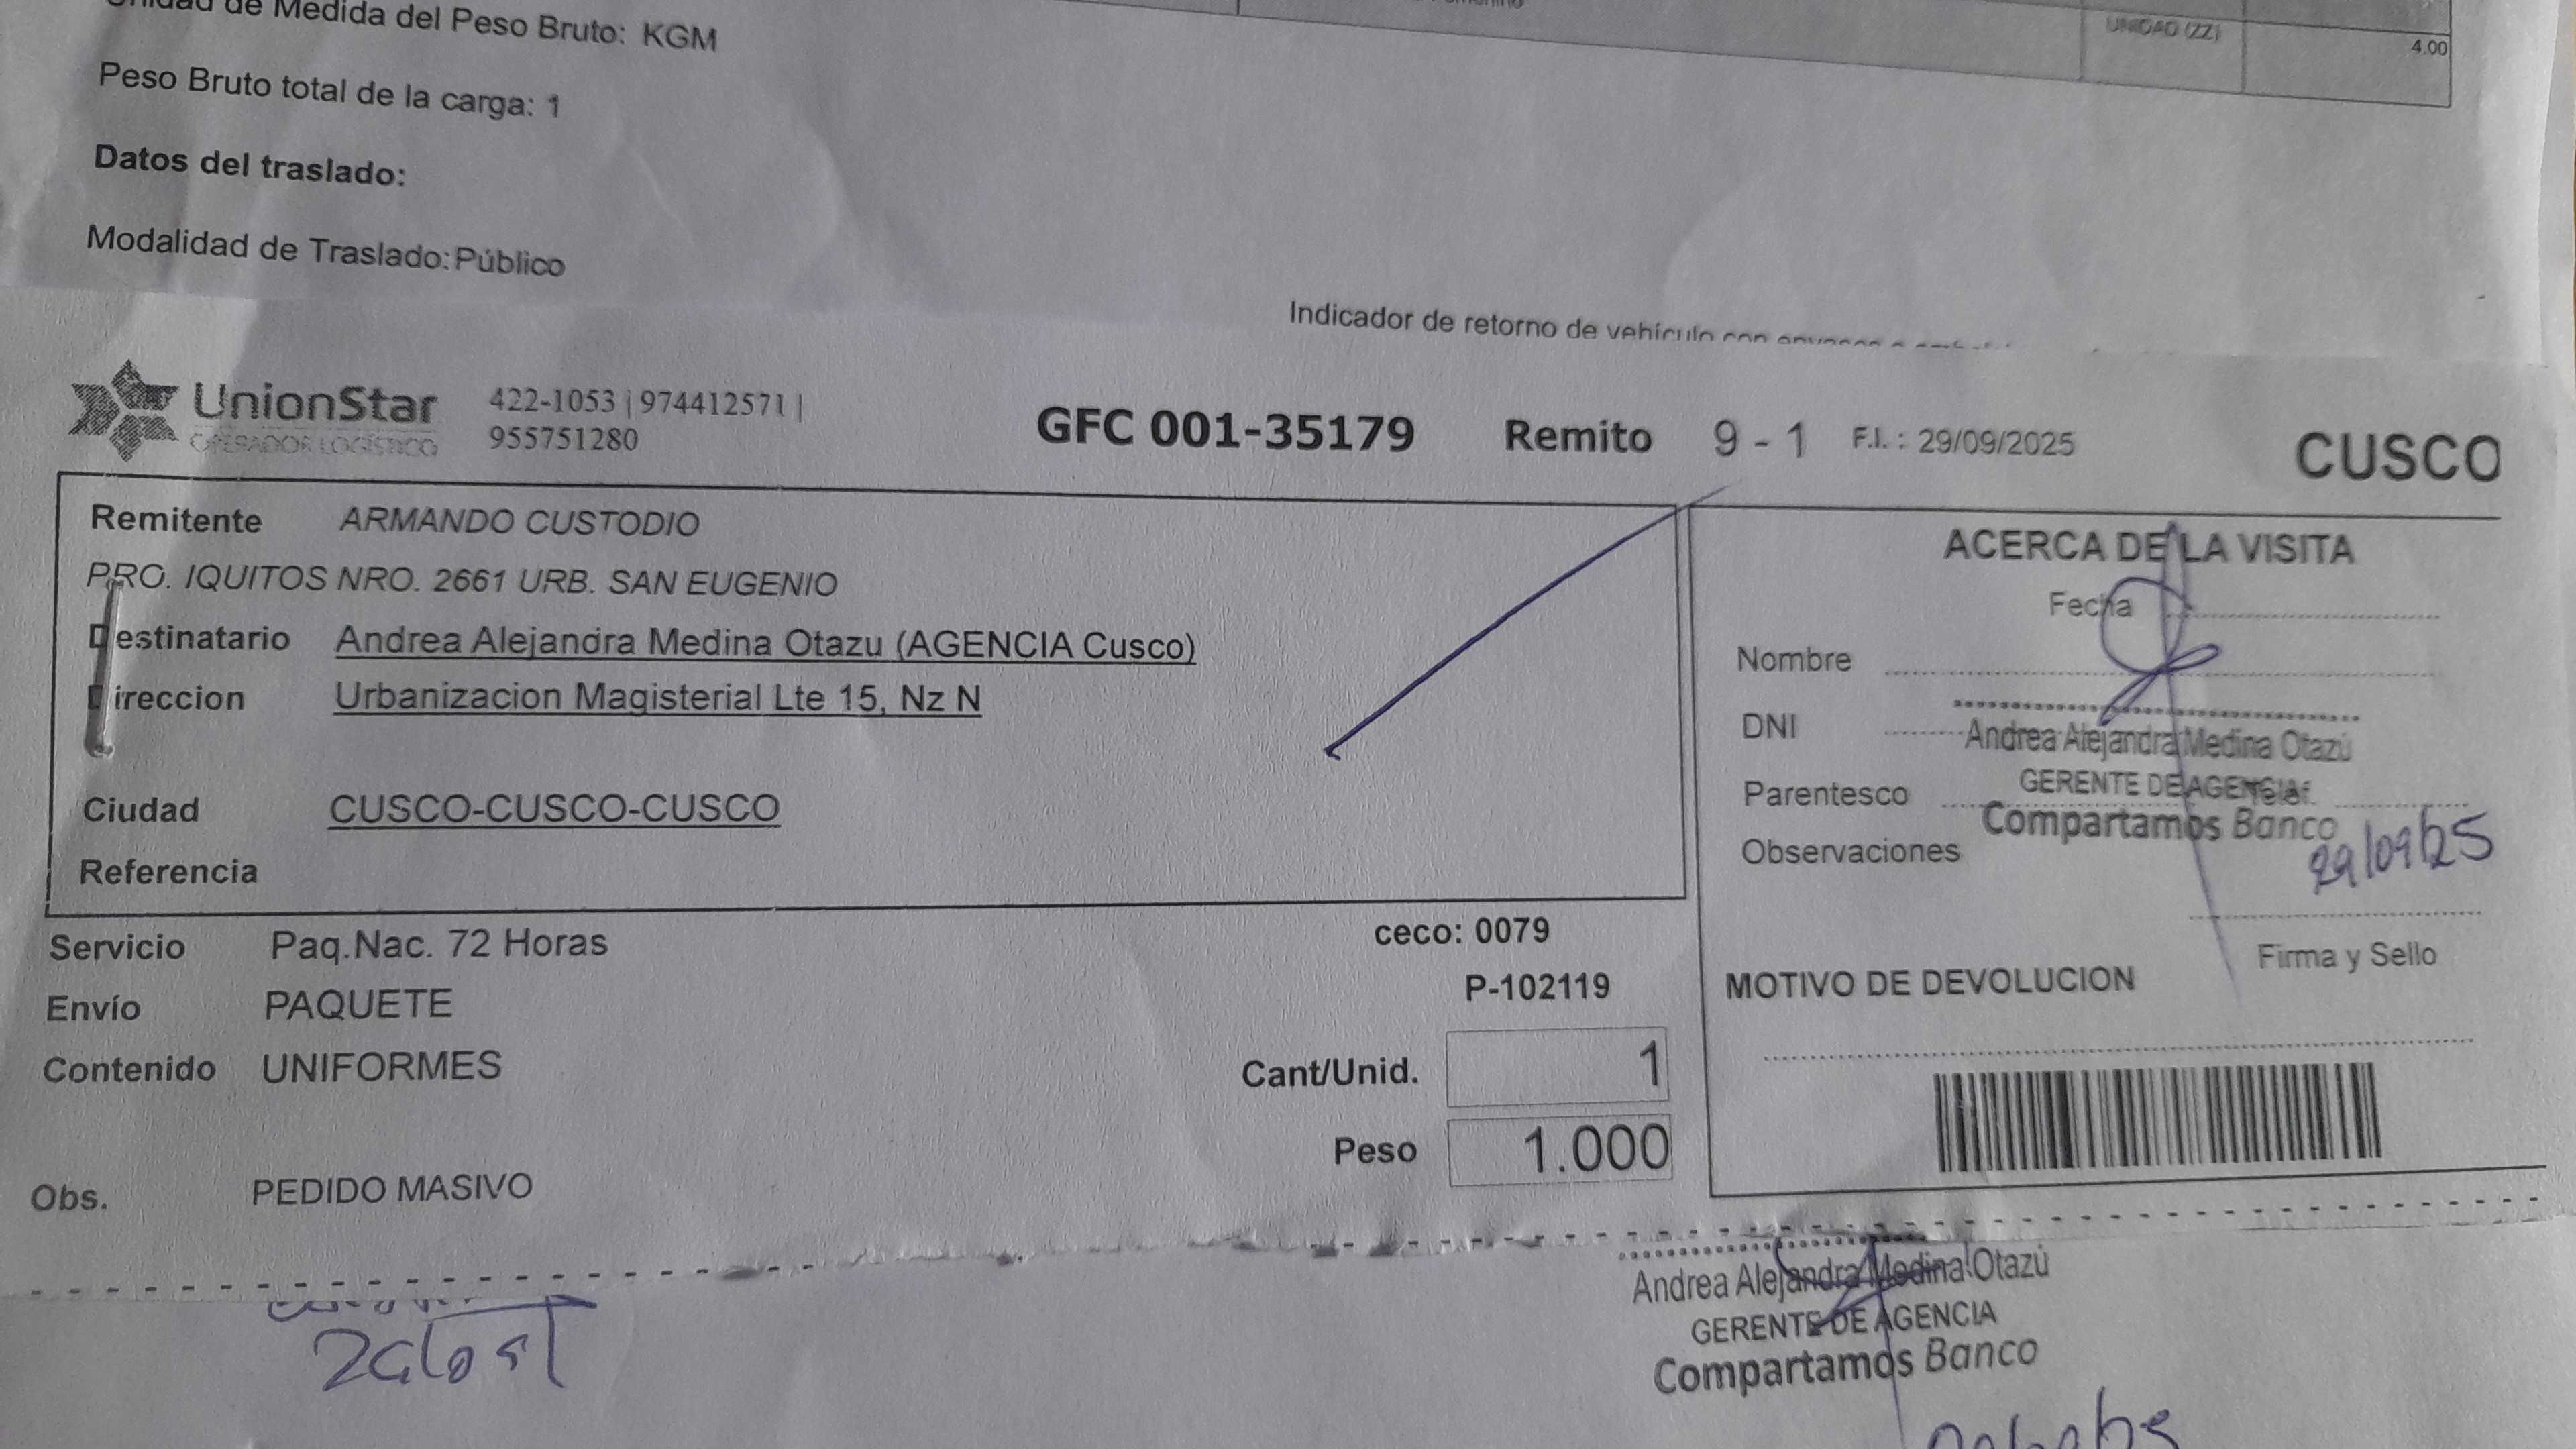 Unidad de Medida del Peso Bruto: KGM
UNIDAD (ZZ)
4.00
Peso Bruto total de la carga: 1
Datos del traslado:
Modalidad de Traslado:Público
Indicador de retorno de vehículo con envases o
UnionStar
OPERADOR LOGÍSTICO
422-1053 | 974412571 |
955751280
GFC 001-35179
Remito 9 - 1
F.I. : 29/09/2025
CUSCO
Remitente ARMANDO CUSTODIO
PRO. IQUITOS NRO. 2661 URB. SAN EUGENIO
Destinatario Andrea Alejandra Medina Otazu (AGENCIA Cusco)
Direccion Urbanizacion Magisterial Lte 15, Nz N
Ciudad CUSCO-CUSCO-CUSCO
Referencia
ACERCA DE LA VISITA
Fecha
Nombre
DNI
Andrea Alejandra Medina Otazú
GERENTE DE AGENCIA
Parentesco
Compartamos Banco
Observaciones
29/09/25
Firma y Sello
MOTIVO DE DEVOLUCION
Servicio Paq.Nac. 72 Horas
ceco: 0079
Envío PAQUETE
P-102119
Contenido UNIFORMES
Cant/Unid. 1
Peso 1.000
Obs. PEDIDO MASIVO
Andrea Alejandra Medina Otazú
GERENTE DE AGENCIA
Compartamos Banco